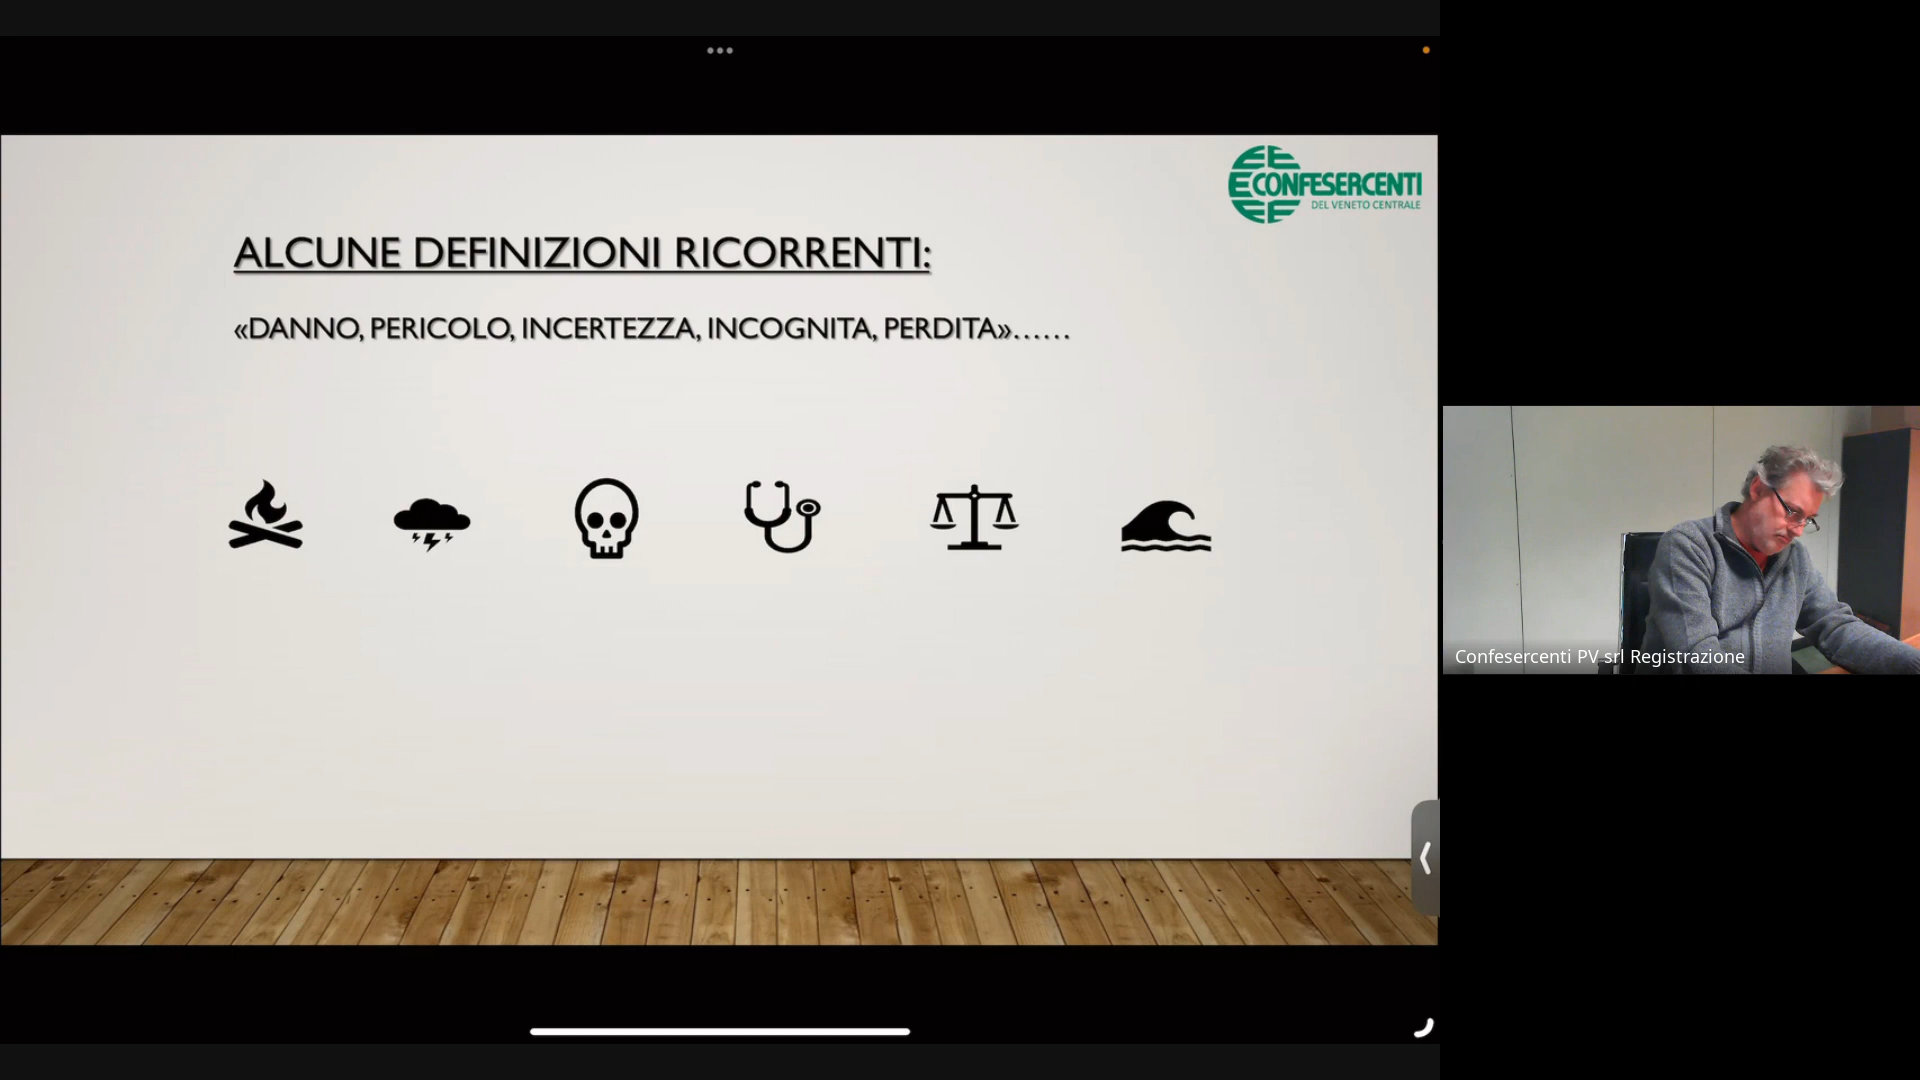 CONFESERCENTI
DEL VENETO CENTRALE
ALCUNE DEFINIZIONI RICORRENTI:
«DANNO, PERICOLO, INCERTEZZA, INCOGNITA, PERDITA»......
Confesercenti PV srl Registrazione